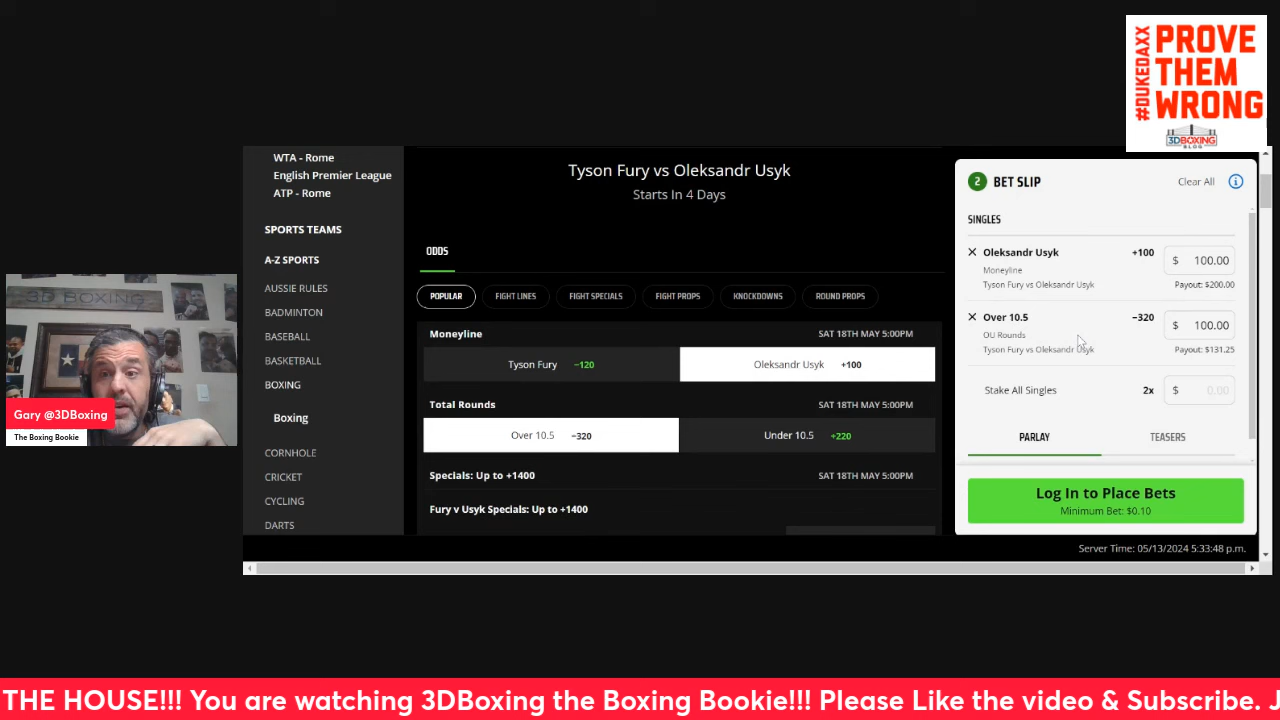 #DUKEDAXX
PROVE
THEM
WRONG
3DBOXING
BLOG
WTA - Rome
English Premier League
ATP - Rome
SPORTS TEAMS
A-Z SPORTS
AUSSIE RULES
BADMINTON
BASEBALL
BASKETBALL
BOXING
Boxing
CORNHOLE
CRICKET
CYCLING
DARTS
Tyson Fury vs Oleksandr Usyk
Starts In 4 Days
ODDS
POPULAR FIGHT LINES FIGHT SPECIALS FIGHT PROPS KNOCKDOWNS ROUND PROPS
Moneyline SAT 18TH MAY 5:00PM
Tyson Fury −120 Oleksandr Usyk +100
Total Rounds SAT 18TH MAY 5:00PM
Over 10.5 −320 Under 10.5 +220
Specials: Up to +1400 SAT 18TH MAY 5:00PM
Fury v Usyk Specials: Up to +1400
2 BET SLIP Clear All
SINGLES
Oleksandr Usyk +100 $ 100.00
Moneyline
Tyson Fury vs Oleksandr Usyk Payout: $200.00
Over 10.5 −320 $ 100.00
OU Rounds
Tyson Fury vs Oleksandr Usyk Payout: $131.25
Stake All Singles 2x $ 0.00
PARLAY TEASERS
Log In to Place Bets
Minimum Bet: $0.10
Server Time: 05/13/2024 5:33:48 p.m.
3D BOXING
Gary @3DBoxing
The Boxing Bookie
THE HOUSE!!! You are watching 3DBoxing the Boxing Bookie!!! Please Like the video & Subscribe. J